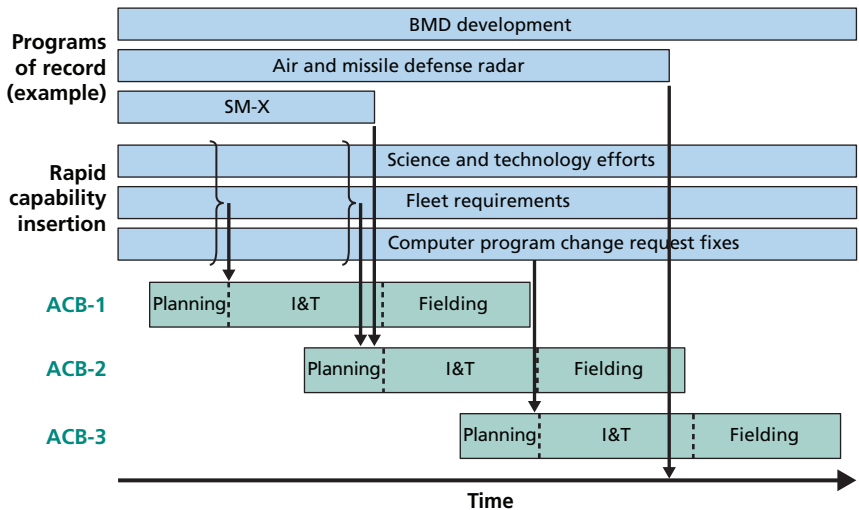 Programs
of record
(example)
BMD development
Air and missile defense radar
SM-X
Rapid
capability
insertion
Science and technology efforts
Fleet requirements
Computer program change request fixes
ACB-1
Planning
I&T
Fielding
ACB-2
Planning
I&T
Fielding
ACB-3
Planning
I&T
Fielding
Time